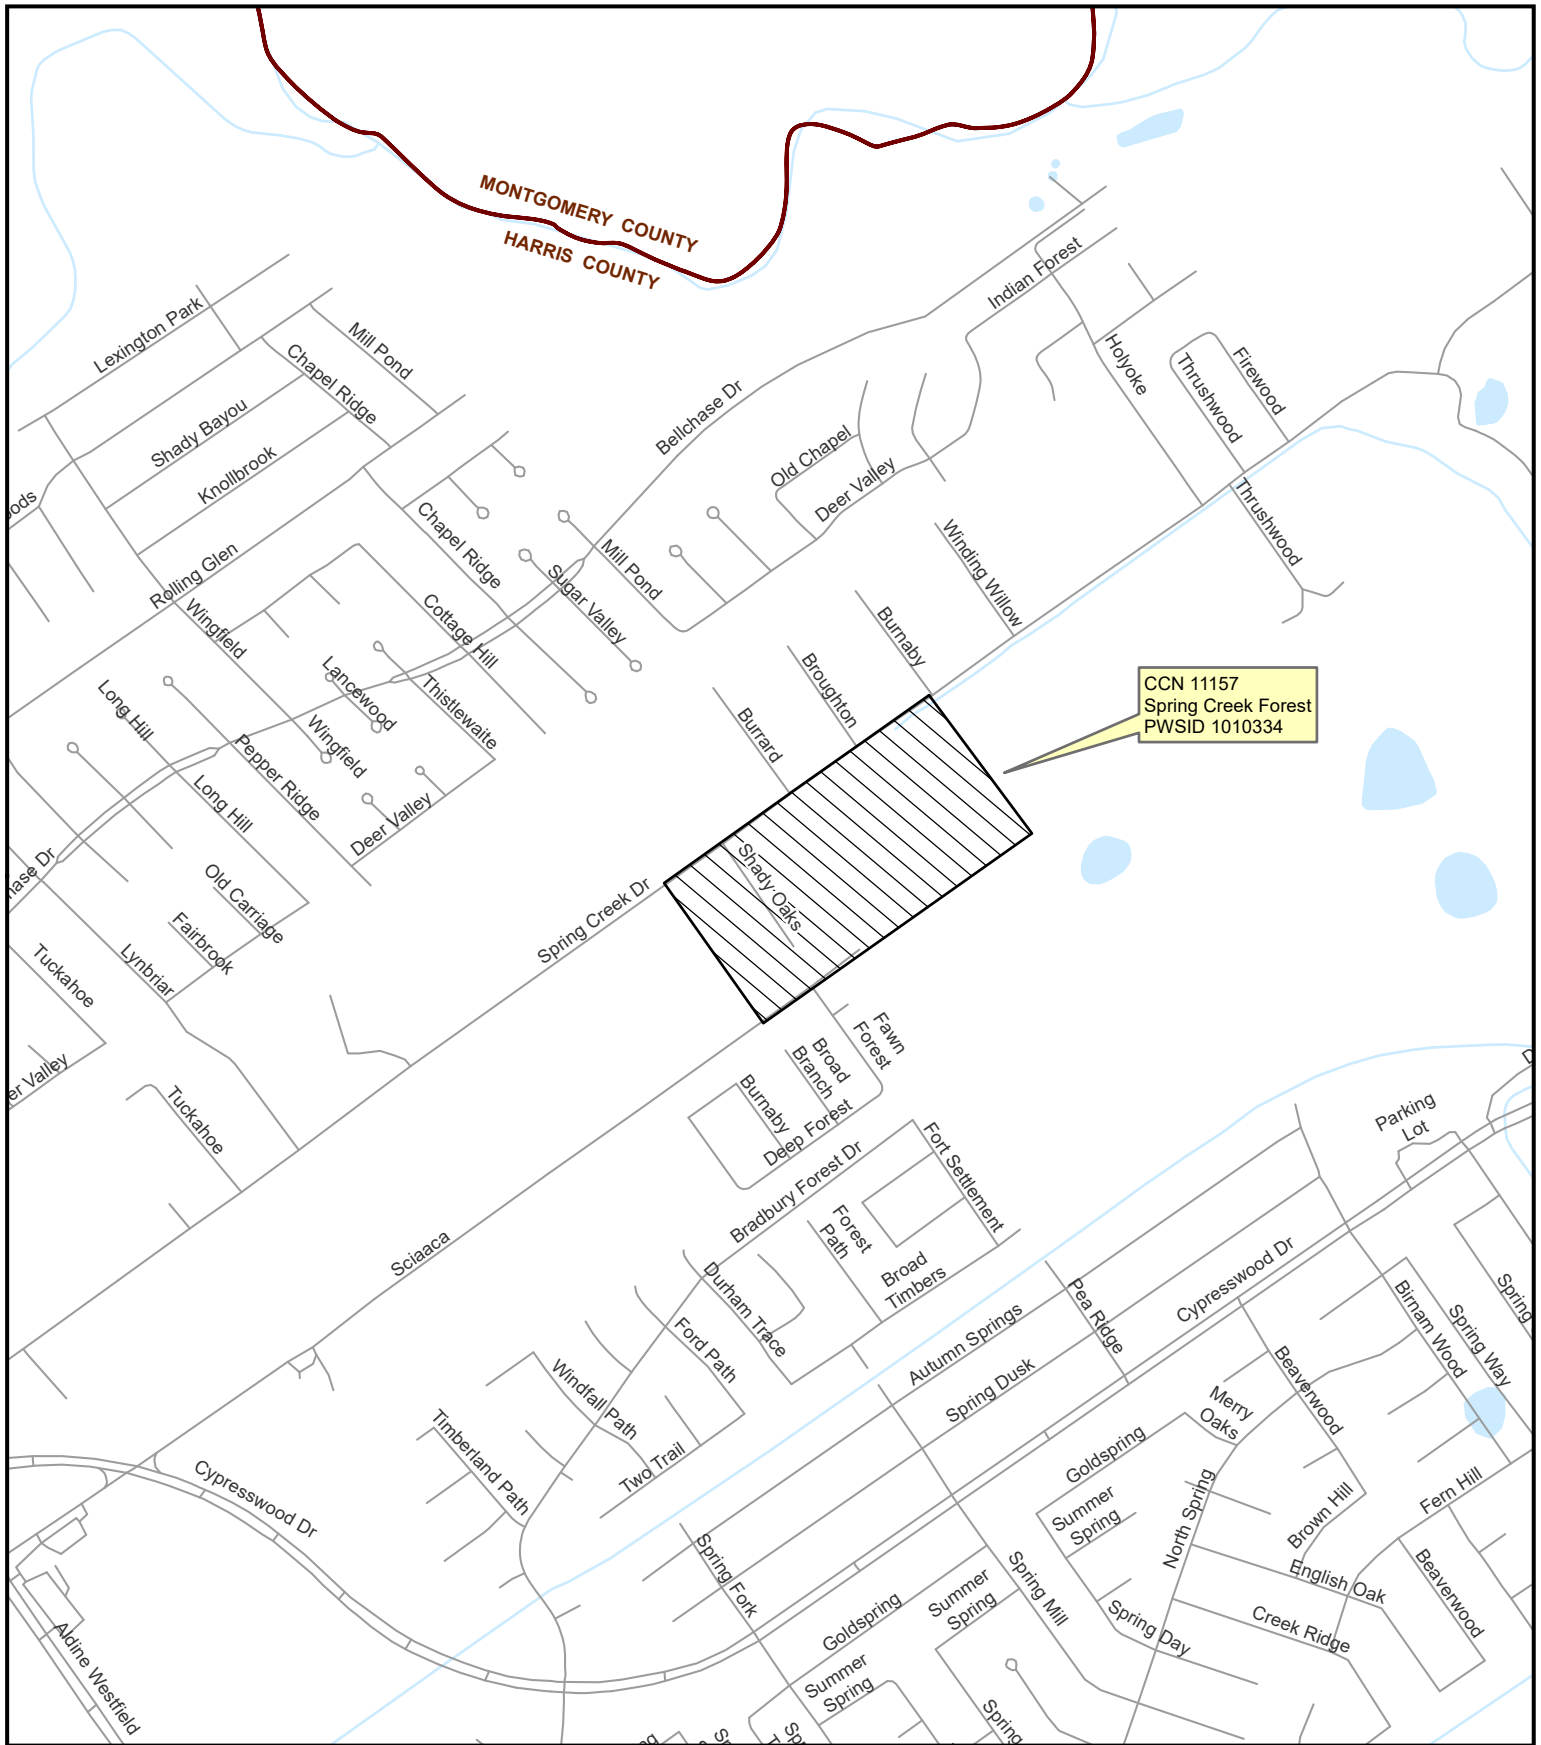 MONTGOMERY COUNTY
HARRIS COUNTY
Indian Forest
Lexington Park
Mill Pond
Chapel Ridge
Holyoke
Firewood
Thrushwood
Bellchase Dr
Shady Bayou
Knollbrook
Old Chapel
Deer Valley
ods
Chapel Ridge
Thrushwood
Rolling Glen
Mill Pond
Winding Willow
Sugar Valley
Cottage Hill
Wingfield
Burnaby
Broughton
Lancewood
Thistlewaite
Long Hill
Burrard
Wingfield
Pepper Ridge
CCN 11157
Spring Creek Forest
PWSID 1010334
Long Hill
Deer Valley
hase Dr
Old Carriage
Shady Oaks
Spring Creek Dr
Fairbrook
Lynbriar
Tuckahoe
Fawn
Forest
Broad
Branch
er Valley
Tuckahoe
Burnaby
Deep Forest
Parking
Lot
Bradbury Forest Dr
Fort Settlement
Sciaaca
Forest
Path
Broad
Timbers
Durham Trace
Cypresswood Dr
Pea Ridge
Birnam Wood
Spring Way
Spring
Ford Path
Autumn Springs
Spring Dusk
Beaverwood
Windfall Path
Merry
Oaks
Timberland Path
Two Trail
Goldspring
Cypresswood Dr
Summer
Spring
North Spring
Brown Hill
Fern Hill
Spring Fork
Spring Mill
English Oak
Beaverwood
Goldspring
Summer
Spring
Spring Day
Creek Ridge
Aldine Westfield
Summer
Spring
Spring